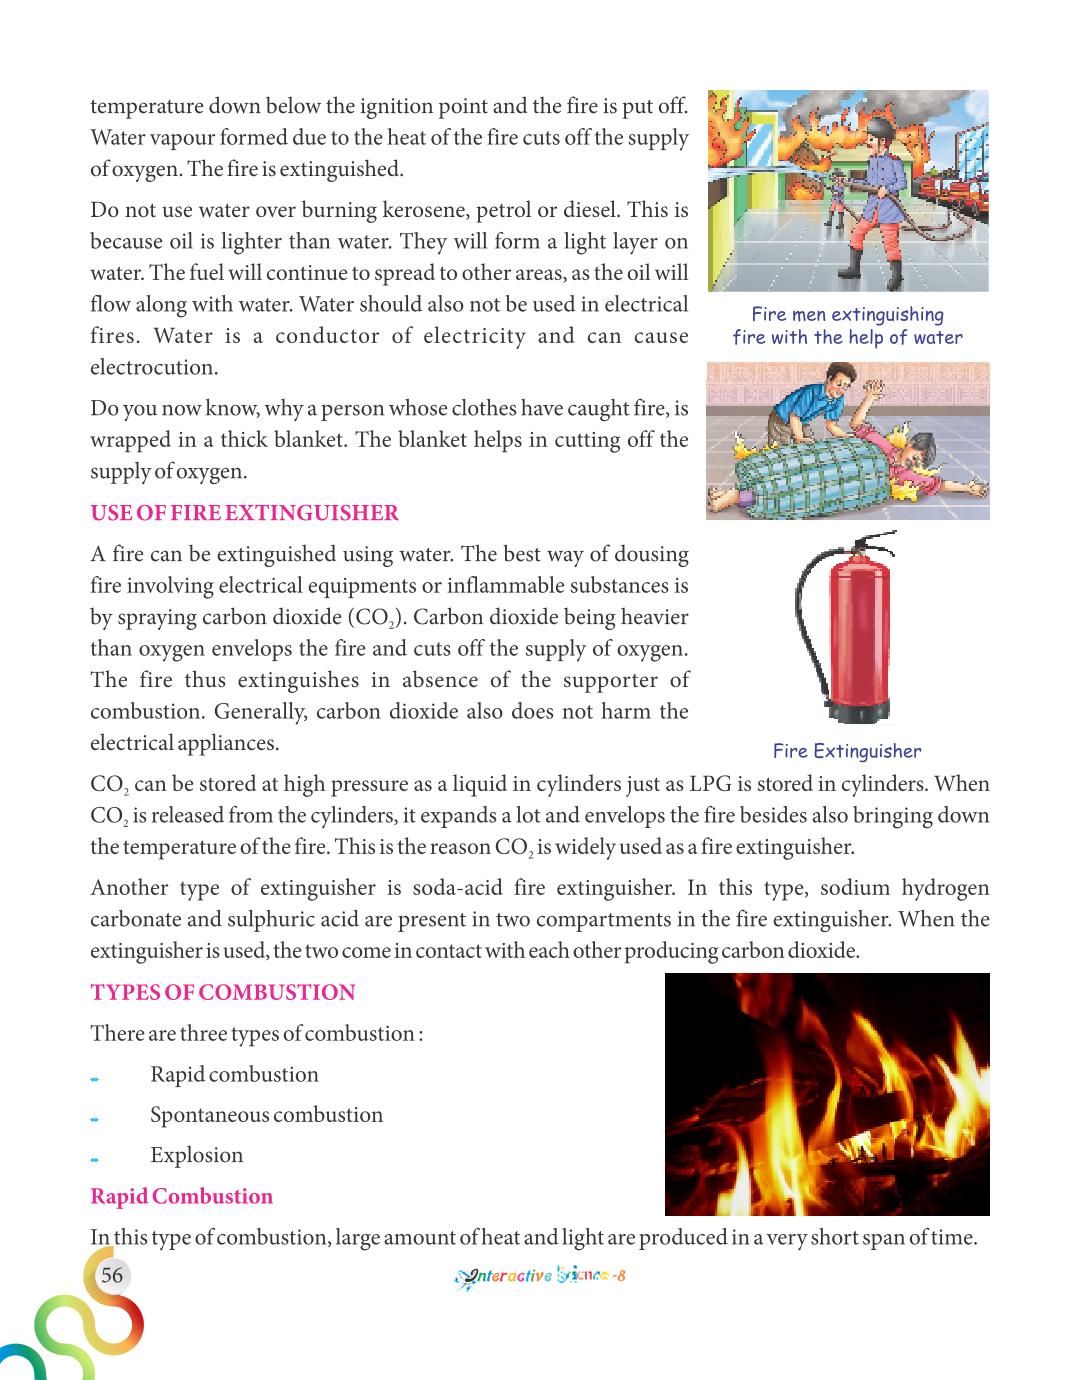 temperature down below the ignition point and the fire is put off.
Water vapour formed due to the heat of the fire cuts off the supply
of oxygen. The fire is extinguished.
Do not use water over burning kerosene, petrol or diesel. This is
because oil is lighter than water. They will form a light layer on
water. The fuel will continue to spread to other areas, as the oil will
flow along with water. Water should also not be used in electrical
fires. Water is a conductor of electricity and can cause
electrocution.
Fire men extinguishing
fire with the help of water
Do you now know, why a person whose clothes have caught fire, is
wrapped in a thick blanket. The blanket helps in cutting off the
supply of oxygen.
USE OF FIRE EXTINGUISHER
A fire can be extinguished using water. The best way of dousing
fire involving electrical equipments or inflammable substances is
by spraying carbon dioxide (CO₂). Carbon dioxide being heavier
than oxygen envelops the fire and cuts off the supply of oxygen.
The fire thus extinguishes in absence of the supporter of
combustion. Generally, carbon dioxide also does not harm the
electrical appliances.
Fire Extinguisher
CO₂ can be stored at high pressure as a liquid in cylinders just as LPG is stored in cylinders. When
CO₂ is released from the cylinders, it expands a lot and envelops the fire besides also bringing down
the temperature of the fire. This is the reason CO₂ is widely used as a fire extinguisher.
Another type of extinguisher is soda-acid fire extinguisher. In this type, sodium hydrogen
carbonate and sulphuric acid are present in two compartments in the fire extinguisher. When the
extinguisher is used, the two come in contact with each other producing carbon dioxide.
TYPES OF COMBUSTION
There are three types of combustion :
Rapid combustion
Spontaneous combustion
Explosion
Rapid Combustion
In this type of combustion, large amount of heat and light are produced in a very short span of time.
56
Interactive Science -8